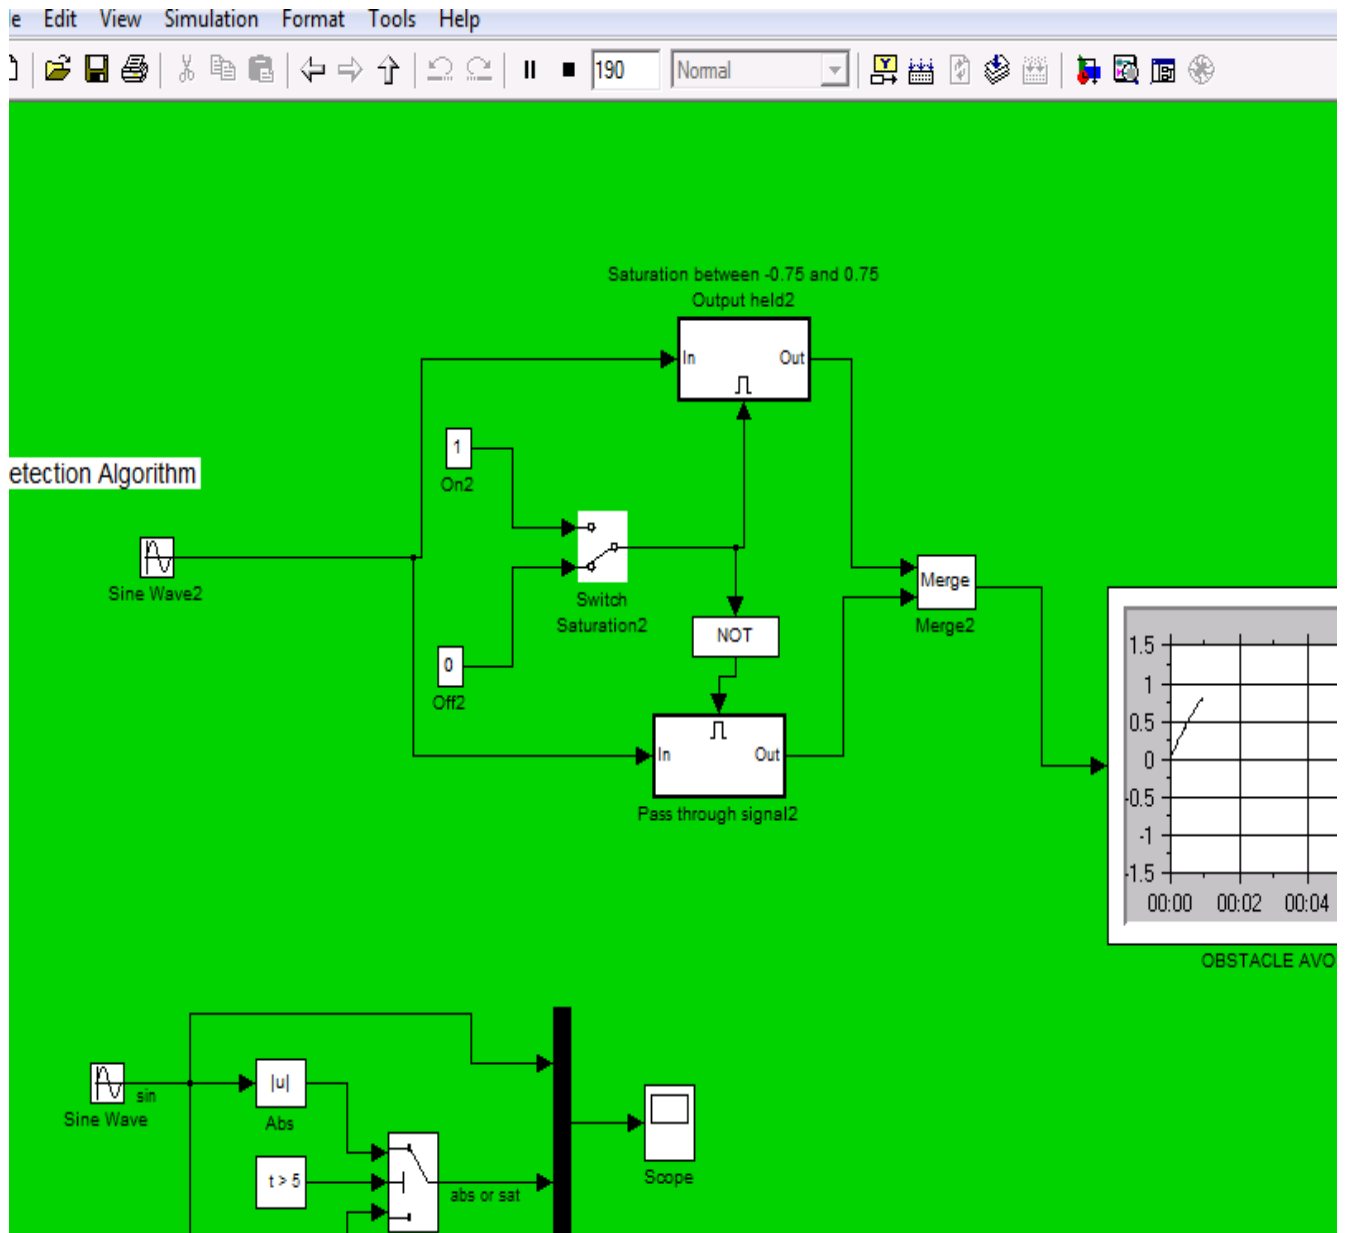 le Edit View Simulation Format Tools Help
190 Normal
Saturation between -0.75 and 0.75
Output held2
In Out
1
On2
etection Algorithm
Sine Wave2
Switch
Saturation2
Merge
Merge2
NOT
0
Off2
In Out
Pass through signal2
1.5
1
0.5
0
-0.5
-1
-1.5
00:00 00:02 00:04
OBSTACLE AVO
sin
Sine Wave
|u|
Abs
t > 5
abs or sat
Scope